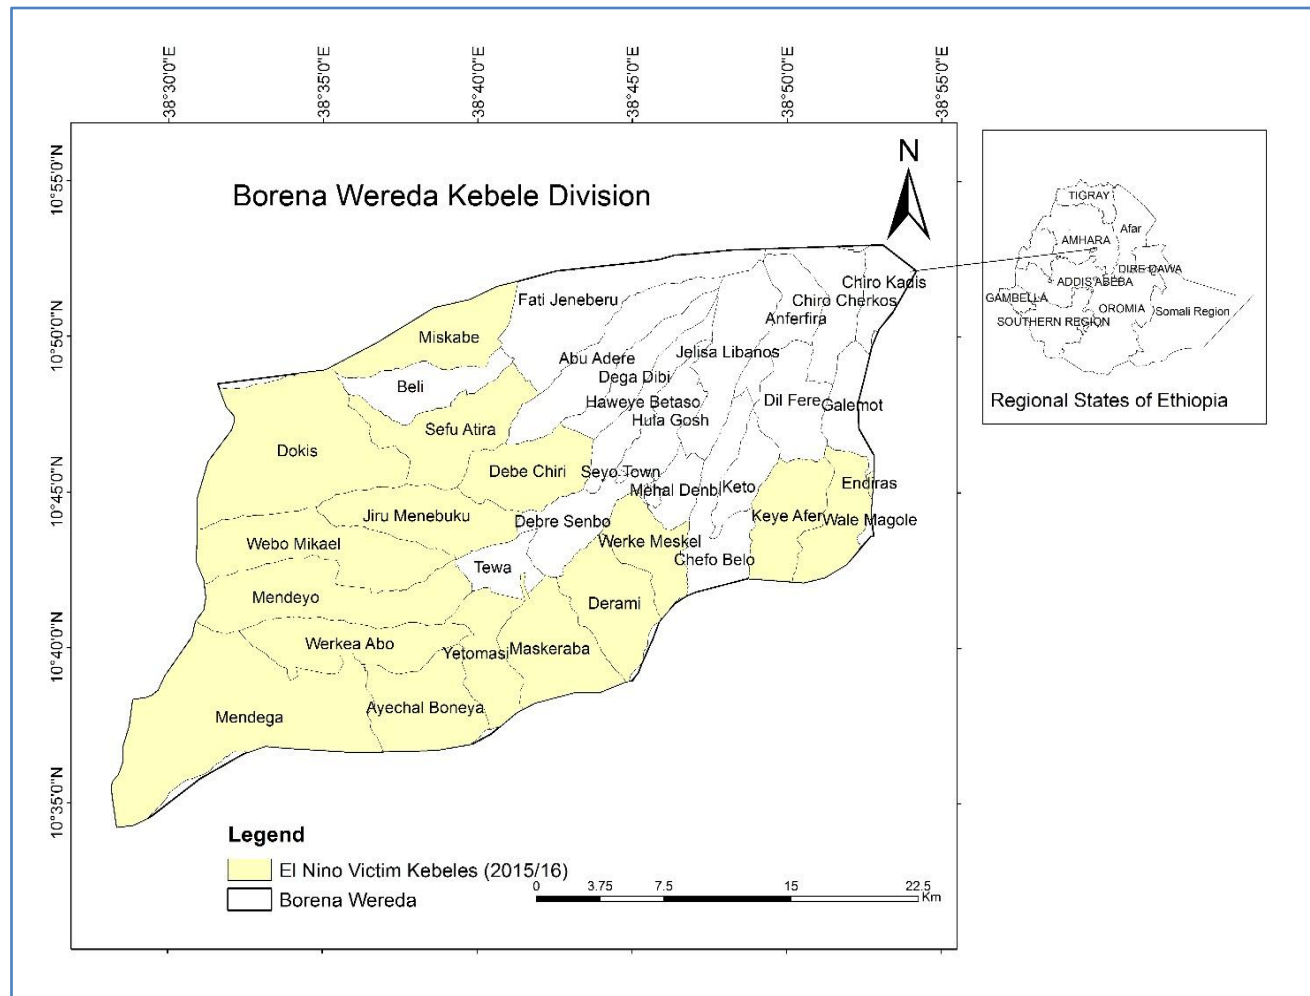 38°30'0"E
38°35'0"E
38°40'0"E
38°45'0"E
38°50'0"E
38°55'0"E
10°55'0"N
10°50'0"N
10°45'0"N
10°40'0"N
10°35'0"N
Borena Wereda Kebele Division
N
Chiro Kadis
Fati Jeneberu
Chiro Cherkos
Anferfira
Miskabe
Abu Adere
Jelisa Libanos
Dega Dibi
Beli
Haweye Betaso
Dil Fere
Galemot
Hula Gosh
Sefu Atira
Dokis
Debe Chiri
Seyo Town
Endiras
Mehal Denbi
Keto
Jiru Menebuku
Debre Senbo
Keye Afer
Wale Magole
Webo Mikael
Werke Meskel
Chefo Belo
Tewa
Mendeyo
Derami
Werkea Abo
Yetomasi
Maskeraba
Mendega
Ayechal Boneya
Legend
El Nino Victim Kebeles (2015/16)
Borena Wereda
0 3.75 7.5 15 22.5
Km
TIGRAY
Afar
AMHARA
DIRE DAWA
ADDIS ABEBA
GAMBELLA
OROMIA
Somali Region
SOUTHERN REGION
Regional States of Ethiopia